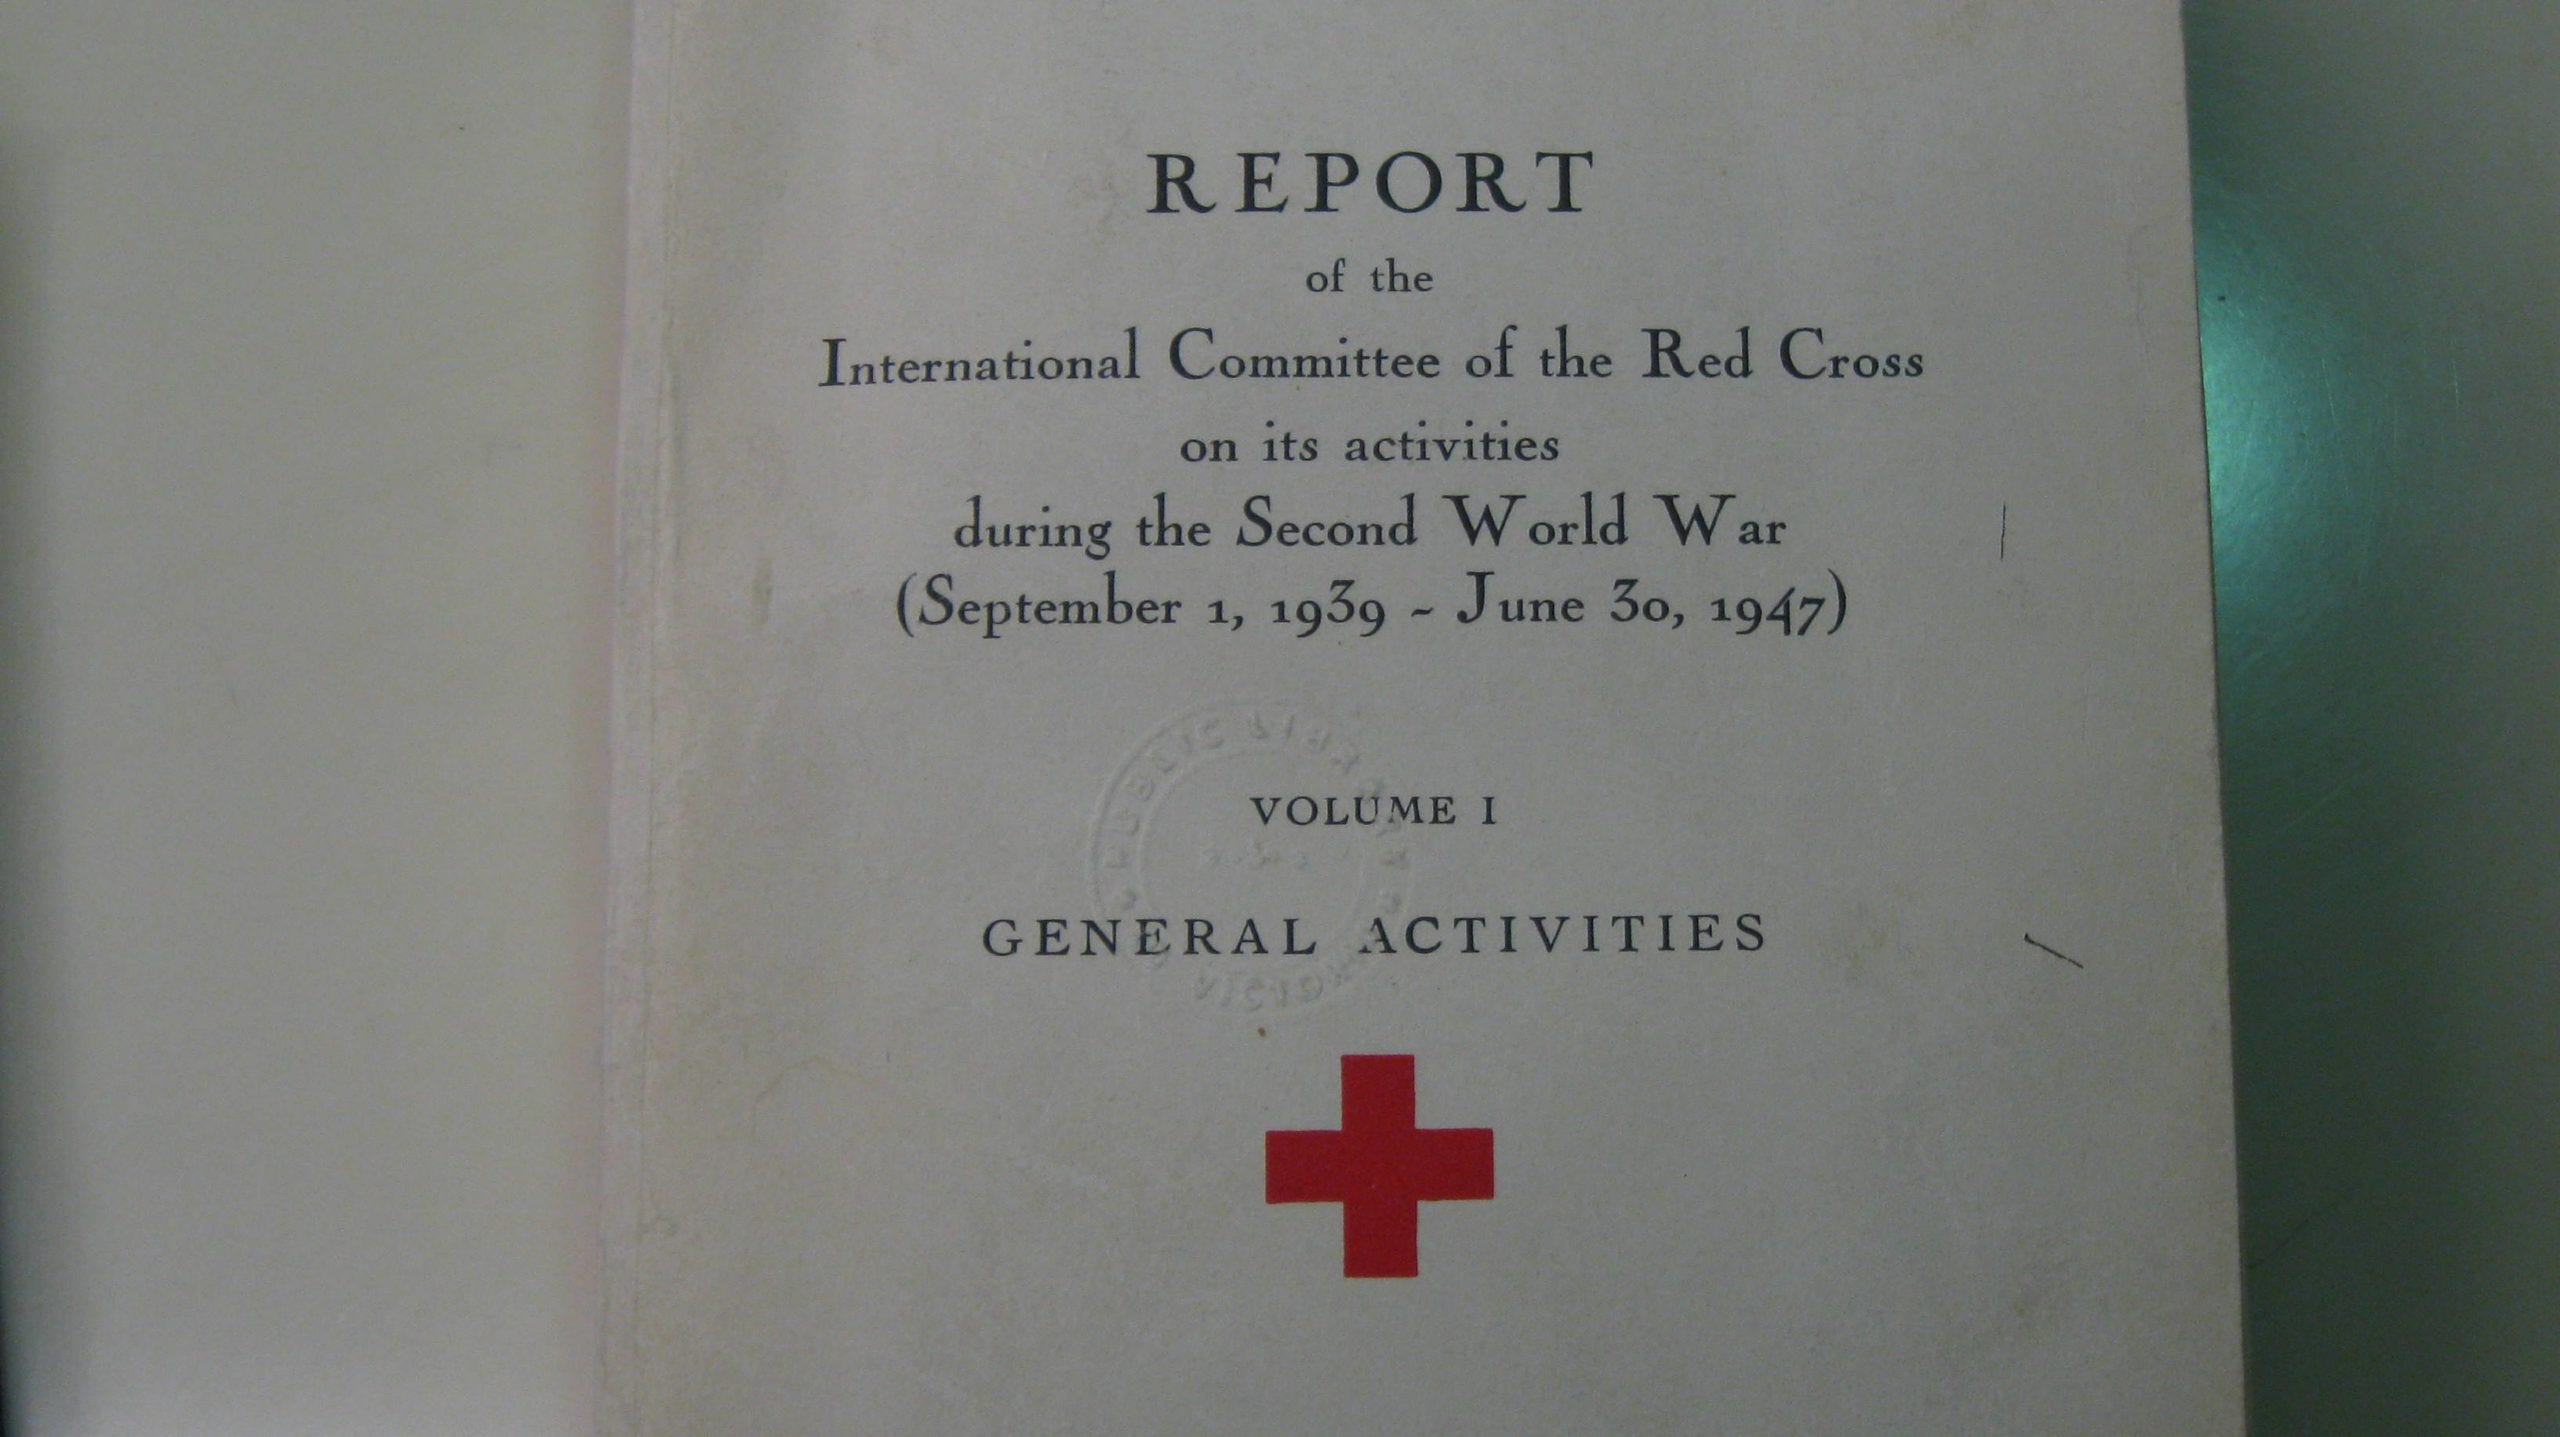 REPORT
of the
International Committee of the Red Cross
on its activities
during the Second World War
(September 1, 1939 - June 30, 1947)
VOLUME I
GENERAL ACTIVITIES